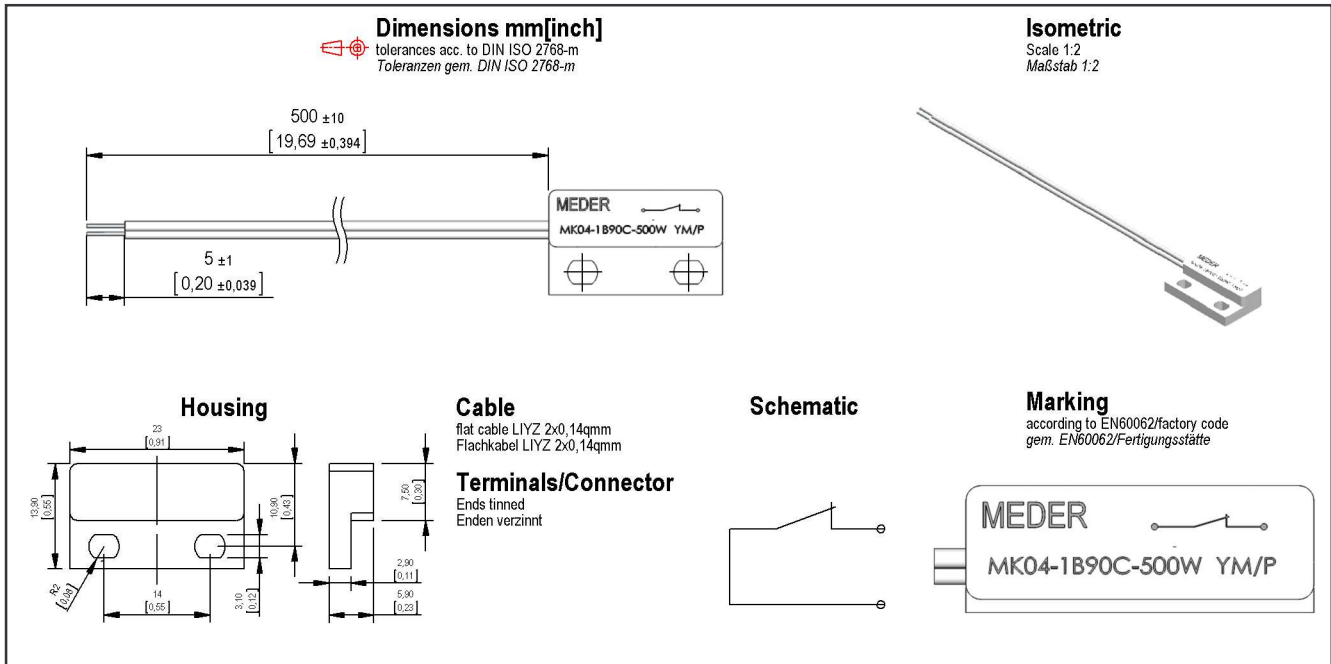 Dimensions mm[inch]
tolerances acc. to DIN ISO 2768-m
Toleranzen gem. DIN ISO 2768-m
Isometric
Scale 1:2
Maßstab 1:2
500 ±10
[19,69 ±0,394]
MEDER
MK04-1B90C-500W YM/P
5 ±1
[0,20 ±0,039]
MEDER
Housing
23
[0,91]
13,90
[0,55]
10,90
[0,43]
7,50
[0,30]
R2
[0,08]
14
[0,55]
3,10
[0,12]
2,90
[0,11]
5,90
[0,23]
Cable
flat cable LIYZ 2x0,14qmm
Flachkabel LIYZ 2x0,14qmm
Terminals/Connector
Ends tinned
Enden verzinnt
Schematic
Marking
according to EN60062/factory code
gem. EN60062/Fertigungsstätte
MEDER
MK04-1B90C-500W YM/P